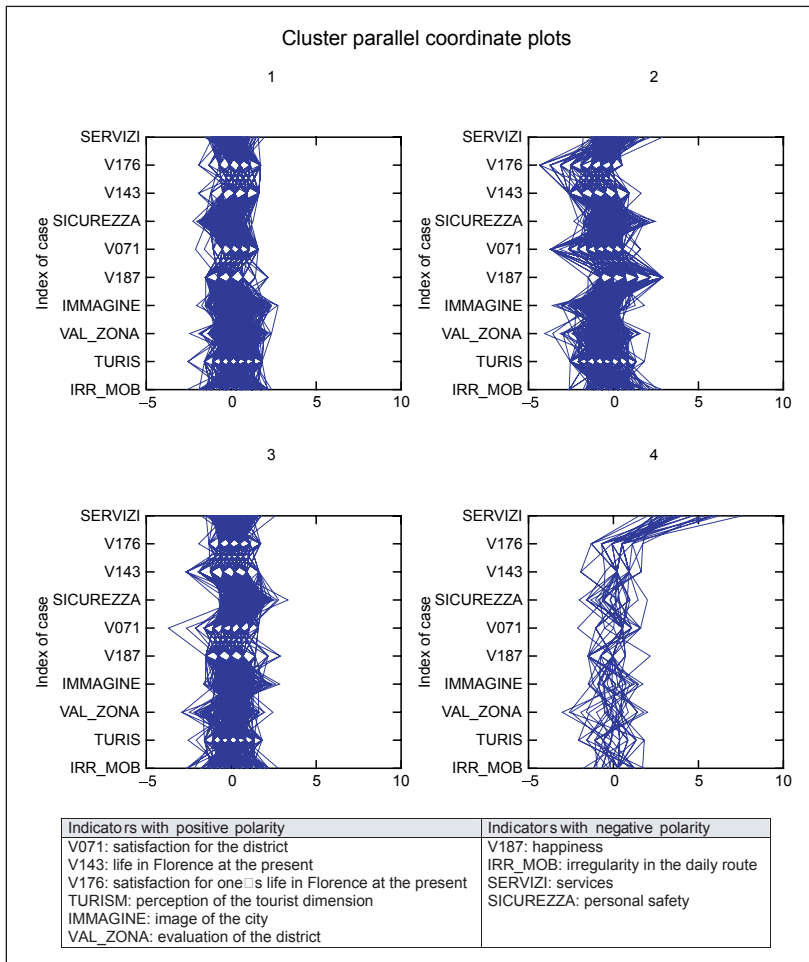 Cluster parallel coordinate plots
1
Index of case
SERVIZI
V176
V143
SICUREZZA
V071
V187
IMMAGINE
VAL_ZONA
TURIS
IRR_MOB
–5 0 5 10
2
Index of case
SERVIZI
V176
V143
SICUREZZA
V071
V187
IMMAGINE
VAL_ZONA
TURIS
IRR_MOB
–5 0 5 10
3
Index of case
SERVIZI
V176
V143
SICUREZZA
V071
V187
IMMAGINE
VAL_ZONA
TURIS
IRR_MOB
–5 0 5 10
4
Index of case
SERVIZI
V176
V143
SICUREZZA
V071
V187
IMMAGINE
VAL_ZONA
TURIS
IRR_MOB
–5 0 5 10
Indicators with positive polarity
V071: satisfaction for the district
V143: life in Florence at the present
V176: satisfaction for one□s life in Florence at the present
TURISM: perception of the tourist dimension
IMMAGINE: image of the city
VAL_ZONA: evaluation of the district
Indicators with negative polarity
V187: happiness
IRR_MOB: irregularity in the daily route
SERVIZI: services
SICUREZZA: personal safety